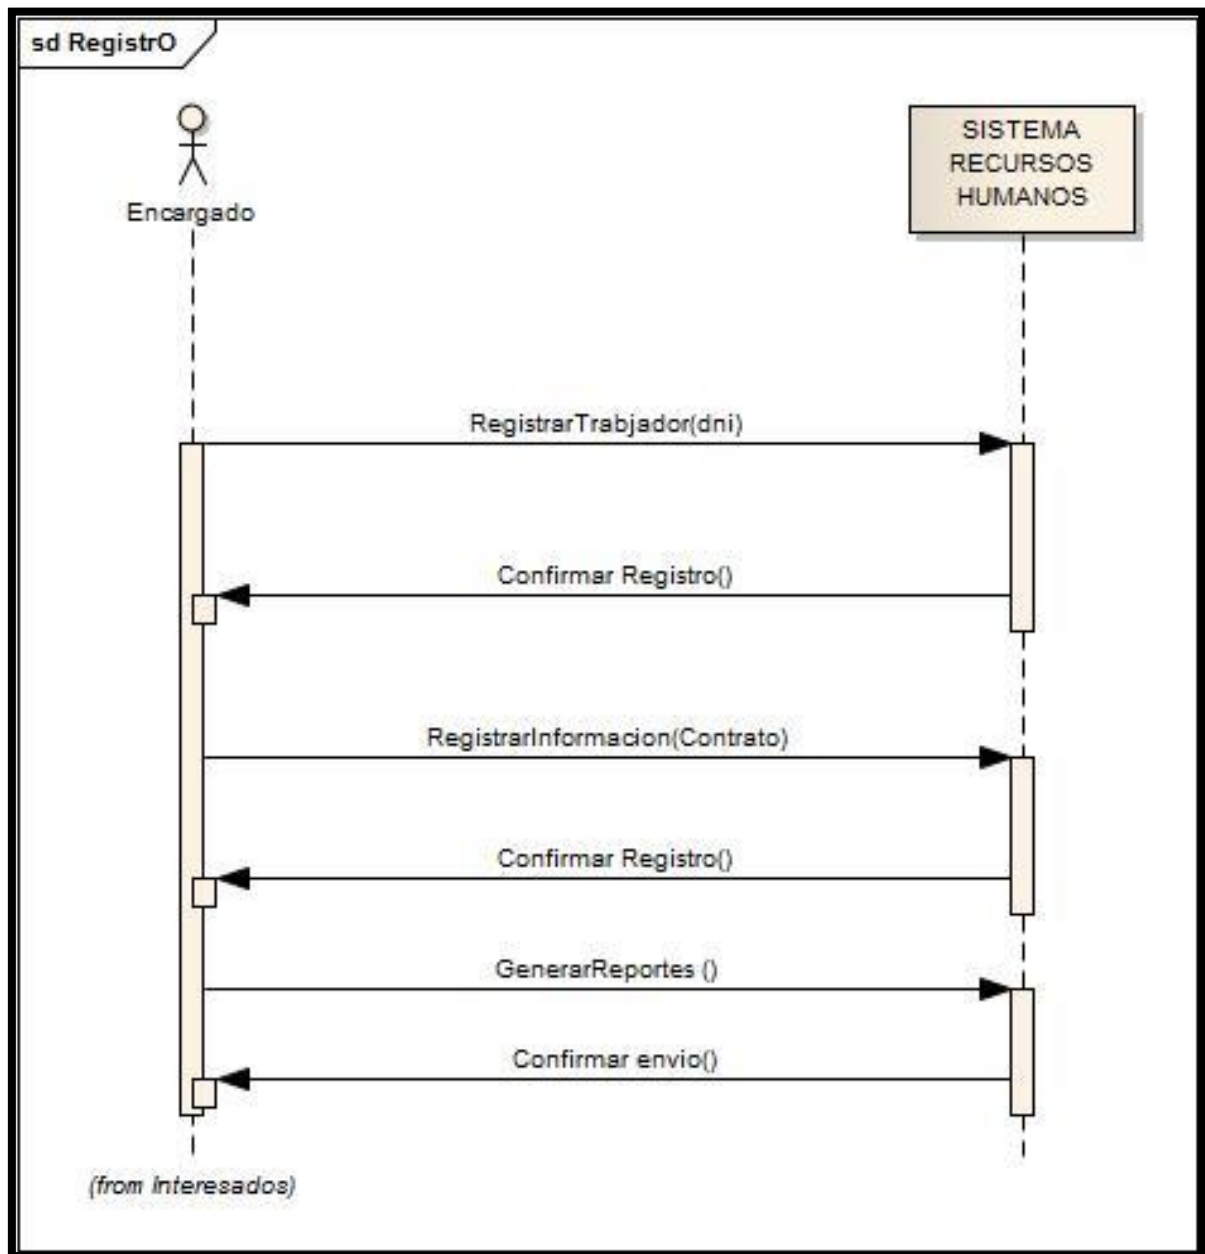 sd RegistrO
Encargado
SISTEMA
RECURSOS
HUMANOS
RegistrarTrabjador(dni)
Confirmar Registro()
RegistrarInformacion(Contrato)
Confirmar Registro()
GenerarReportes ()
Confirmar envio()
(from Interesados)